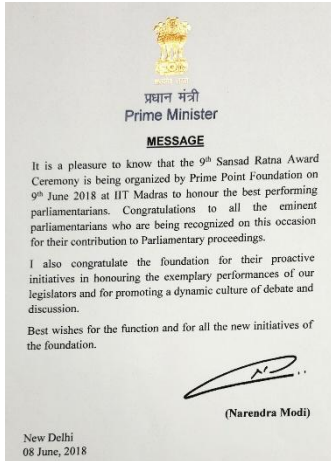 प्रधान मंत्री
Prime Minister
MESSAGE
It is a pleasure to know that the 9th Sansad Ratna Award
Ceremony is being organized by Prime Point Foundation on
9th June 2018 at IIT Madras to honour the best performing
parliamentarians. Congratulations to all the eminent
parliamentarians who are being recognized on this occasion
for their contribution to Parliamentary proceedings.
I also congratulate the foundation for their proactive
initiatives in honouring the exemplary performances of our
legislators and for promoting a dynamic culture of debate and
discussion.
Best wishes for the function and for all the new initiatives of
the foundation.
(Narendra Modi)
New Delhi
08 June, 2018